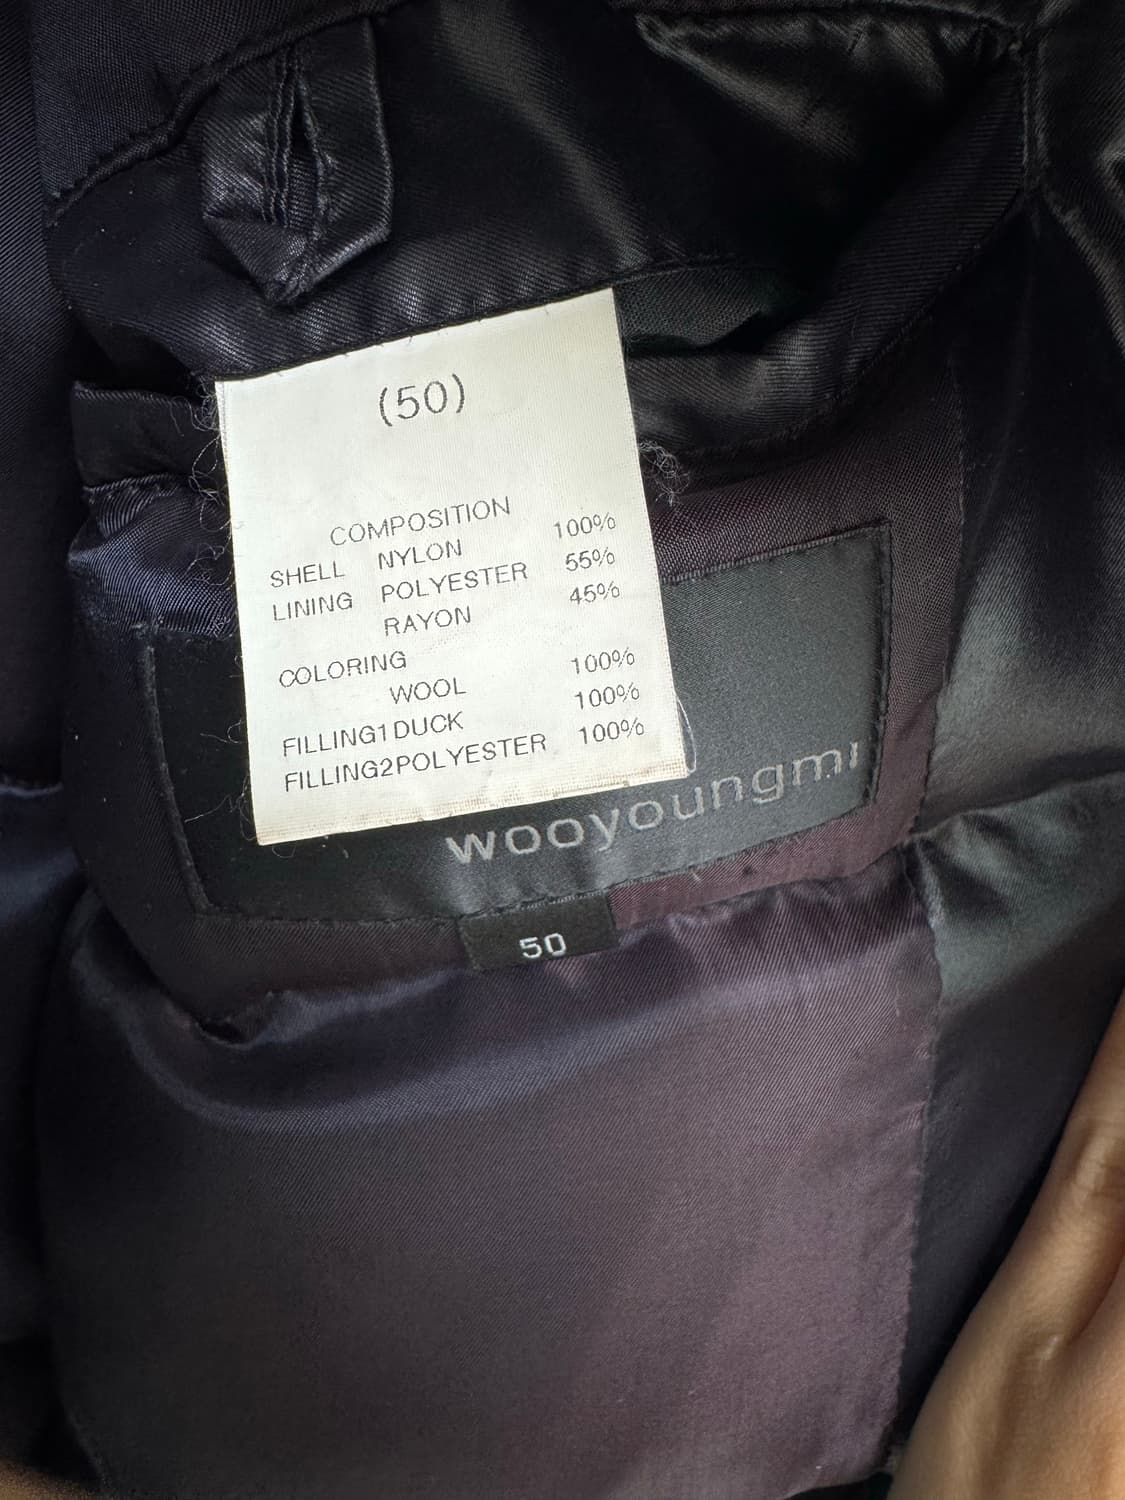 (50)
COMPOSITION
SHELL NYLON 100%
LINING POLYESTER 55%
RAYON 45%
COLORING
WOOL 100%
FILLING1DUCK 100%
FILLING2POLYESTER 100%
wooyoungmi
50